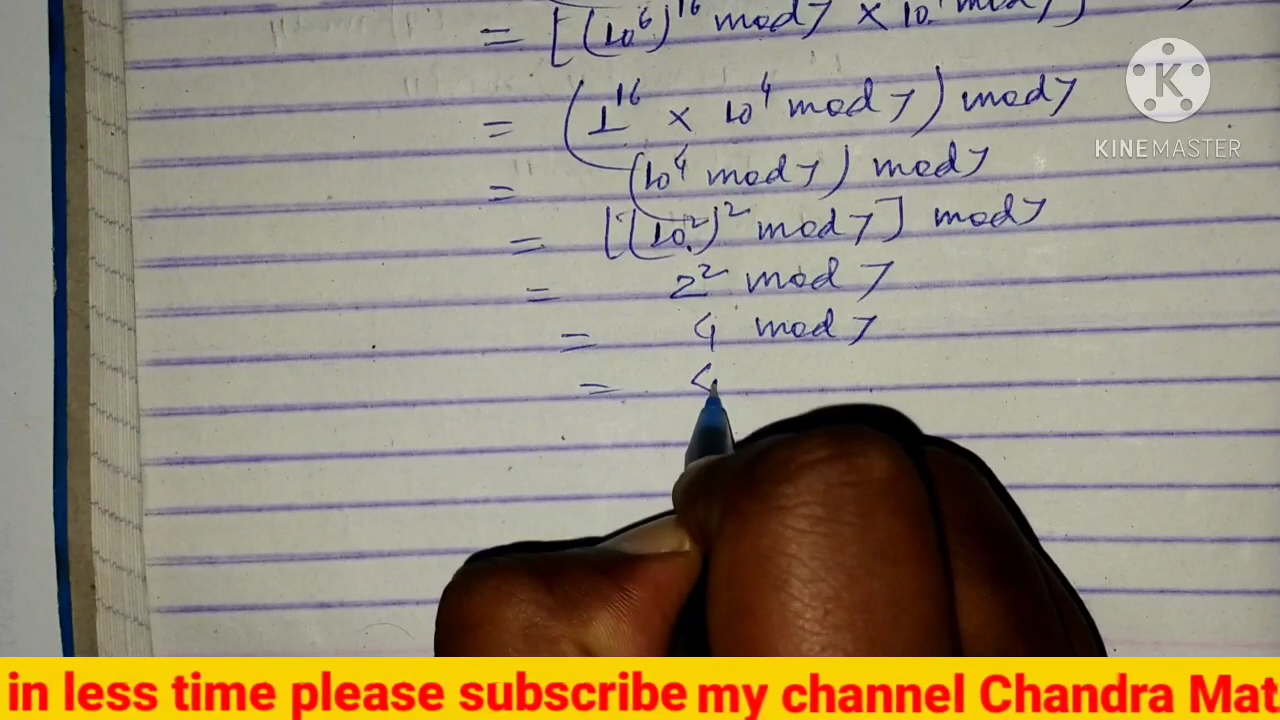 = [(10⁶)¹⁶ mod 7 × 10⁴ mod 7]
= (1¹⁶ × 10⁴ mod 7) mod 7
= (10⁴ mod 7) mod 7
= [(10²)² mod 7] mod 7
= 2² mod 7
= 4 mod 7
= 4
K
KINEMASTER
in less time please subscribe my channel Chandra Mat